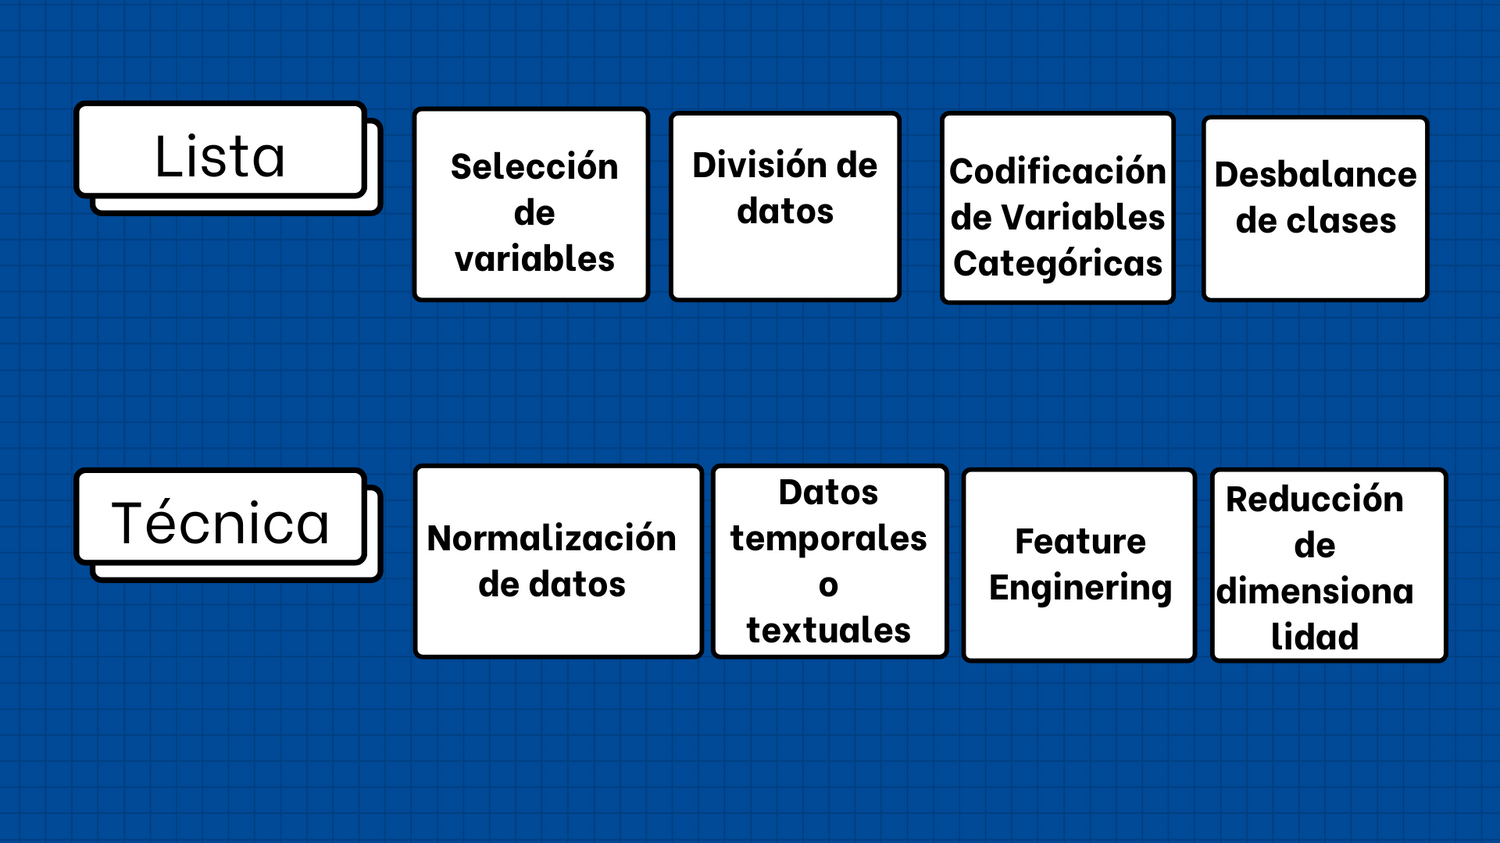 Lista
Selección
de
variables
División de
datos
Codificación
de Variables
Categóricas
Desbalance
de clases
Técnica
Normalización
de datos
Datos
temporales
o
textuales
Feature
Enginering
Reducción
de
dimensiona
lidad